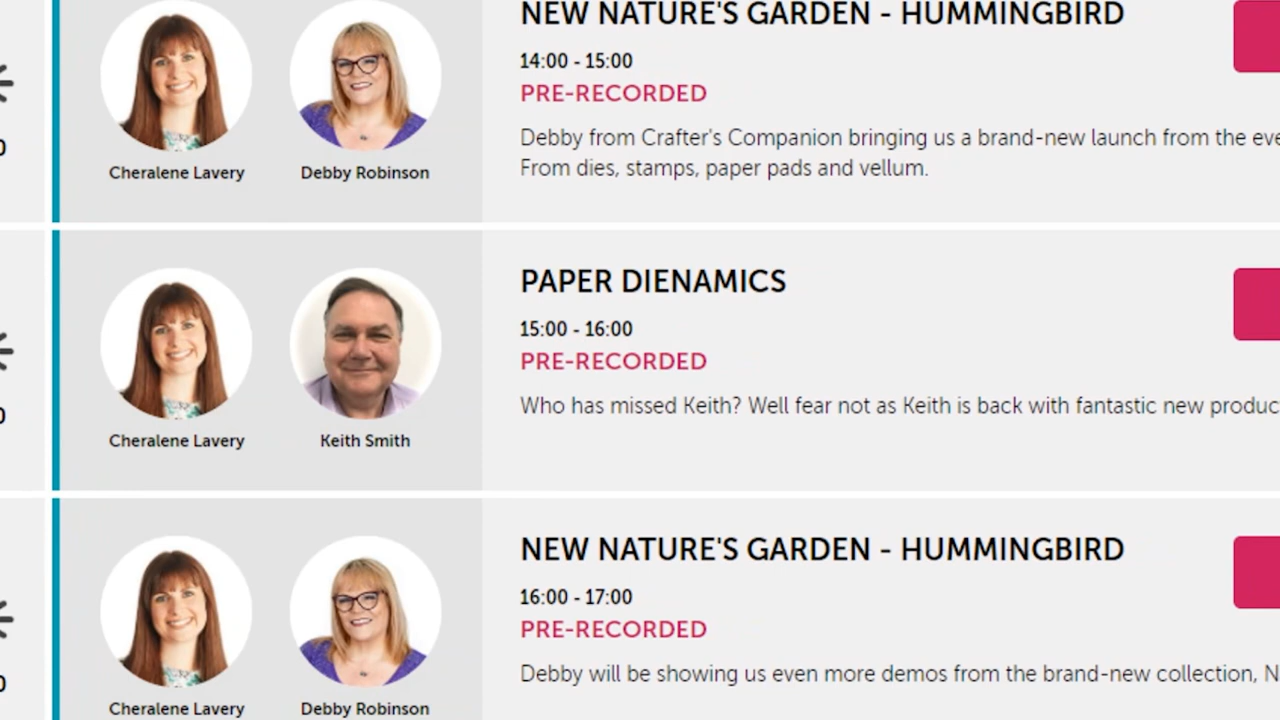 NEW NATURE'S GARDEN - HUMMINGBIRD
14:00 - 15:00
PRE-RECORDED
Debby from Crafter's Companion bringing us a brand-new launch from the
From dies, stamps, paper pads and vellum.
Cheralene Lavery
Debby Robinson
PAPER DIENAMICS
15:00 - 16:00
PRE-RECORDED
Who has missed Keith? Well fear not as Keith is back with fantastic new
Cheralene Lavery
Keith Smith
NEW NATURE'S GARDEN - HUMMINGBIRD
16:00 - 17:00
PRE-RECORDED
Debby will be showing us even more demos from the brand-new collection,
Cheralene Lavery
Debby Robinson